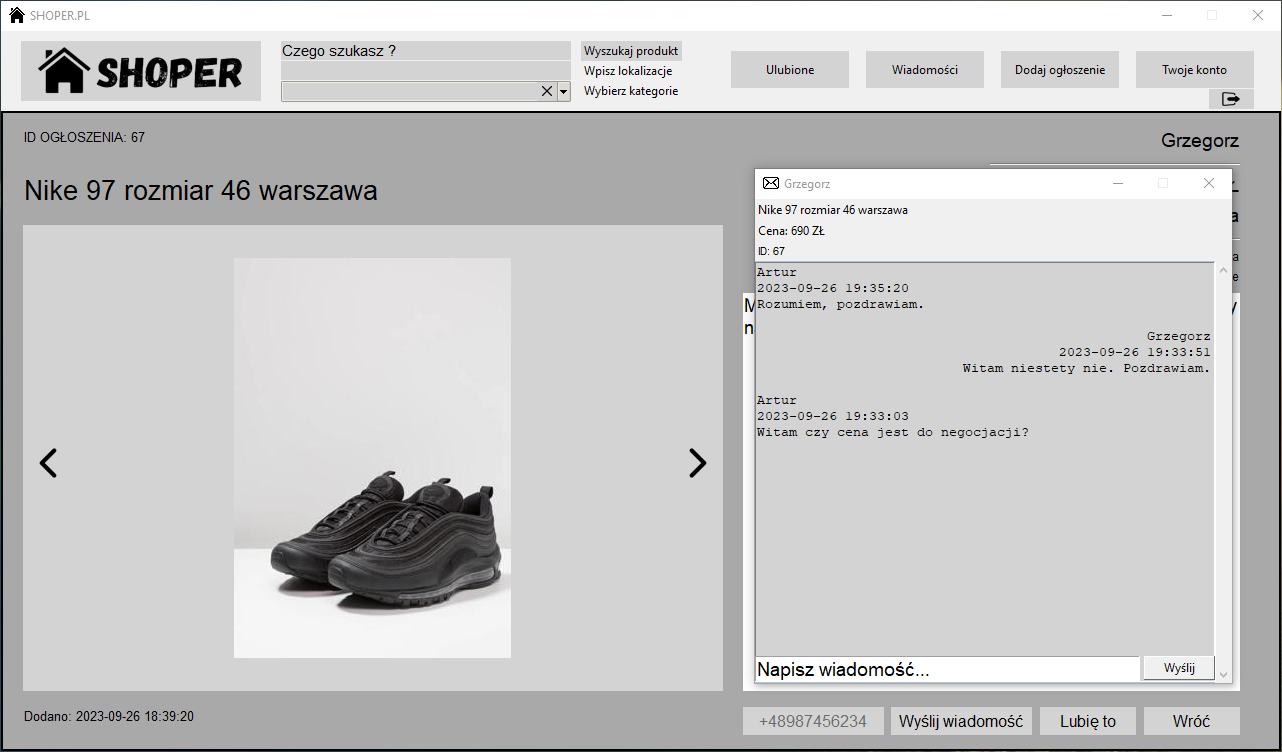 SHOPER.PL
SHOPER
Czego szukasz ?
Wyszukaj produkt
Wpisz lokalizacje
Wybierz kategorie
Ulubione
Wiadomości
Dodaj ogłoszenie
Twoje konto
ID OGŁOSZENIA: 67
Grzegorz
Nike 97 rozmiar 46 warszawa
Grzegorz
Nike 97 rozmiar 46 warszawa
Cena: 690 ZŁ
ID: 67
Artur
2023-09-26 19:35:20
Rozumiem, pozdrawiam.
Grzegorz
2023-09-26 19:33:51
Witam niestety nie. Pozdrawiam.
Artur
2023-09-26 19:33:03
Witam czy cena jest do negocjacji?
Napisz wiadomość...
Wyślij
Dodano: 2023-09-26 18:39:20
+48987456234
Wyślij wiadomość
Lubię to
Wróć